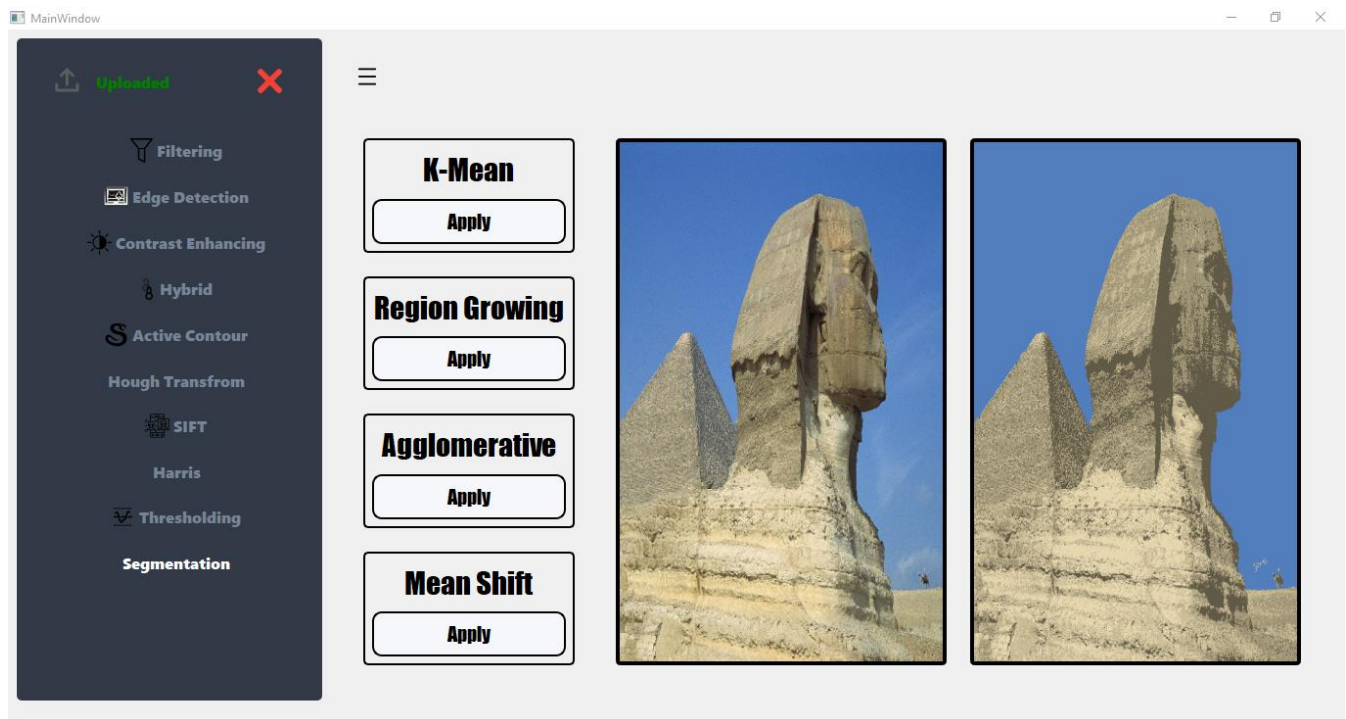 MainWindow
Uploaded
Filtering
Edge Detection
Contrast Enhancing
Hybrid
Active Contour
Hough Transfrom
SIFT
Harris
Thresholding
Segmentation
K-Mean
Apply
Region Growing
Apply
Agglomerative
Apply
Mean Shift
Apply